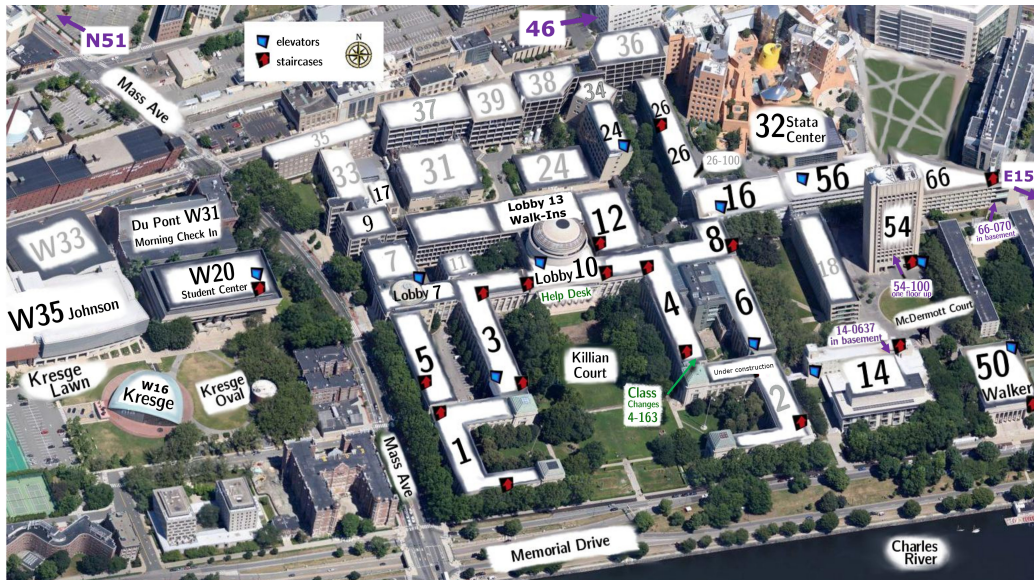 N51
46
elevators
staircases
N
Mass Ave
36
38
39
37
34
35
24
26
26
26-100
32 Stata
Center
33
17
31
24
9
Lobby 13
Walk-Ins
12
16
56
66
E15
66-070
in basement
54
54-100
one floor up
McDermott Court
18
W33
Du Pont W31
Morning Check In
W20
Student Center
W35 Johnson
7
Lobby 7
11
Lobby 10
Help Desk
8
5
3
4
6
Killian
Court
Under construction
Class
Changes
4-163
2
14-0637
in basement
14
50
Walker
Kresge
Lawn
W16
Kresge
Kresge
Oval
1
Mass Ave
Memorial Drive
Charles
River